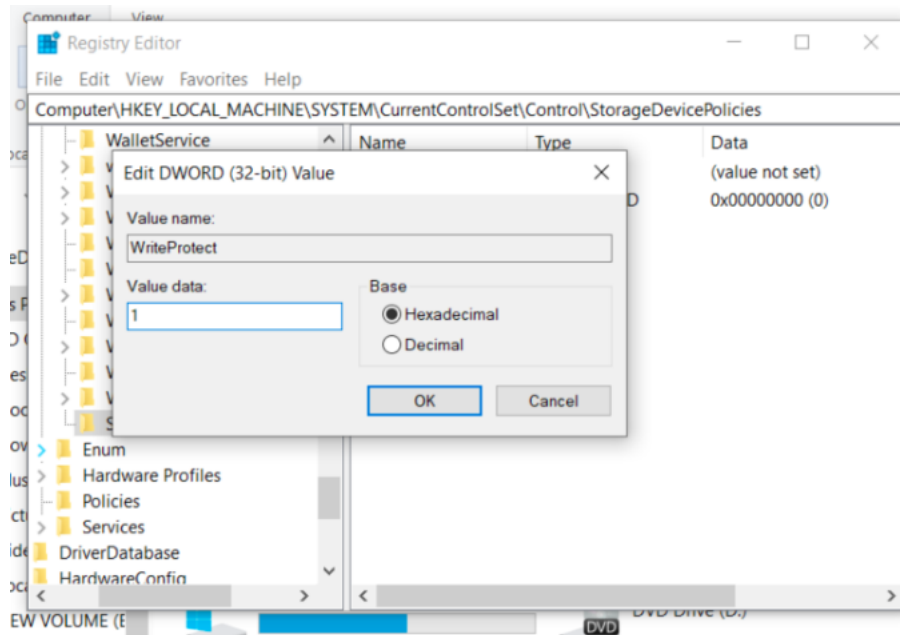 Computer View
Registry Editor
File Edit View Favorites Help
Computer\HKEY_LOCAL_MACHINE\SYSTEM\CurrentControlSet\Control\StorageDevicePolicies
WalletService
Name Type Data
Edit DWORD (32-bit) Value
(value not set)
0x00000000 (0)
Value name:
WriteProtect
Value data:
Base
1
Hexadecimal
Decimal
OK Cancel
Enum
Hardware Profiles
Policies
Services
DriverDatabase
HardwareConfig
EW VOLUME (E
DVD Drive (D:)
DVD